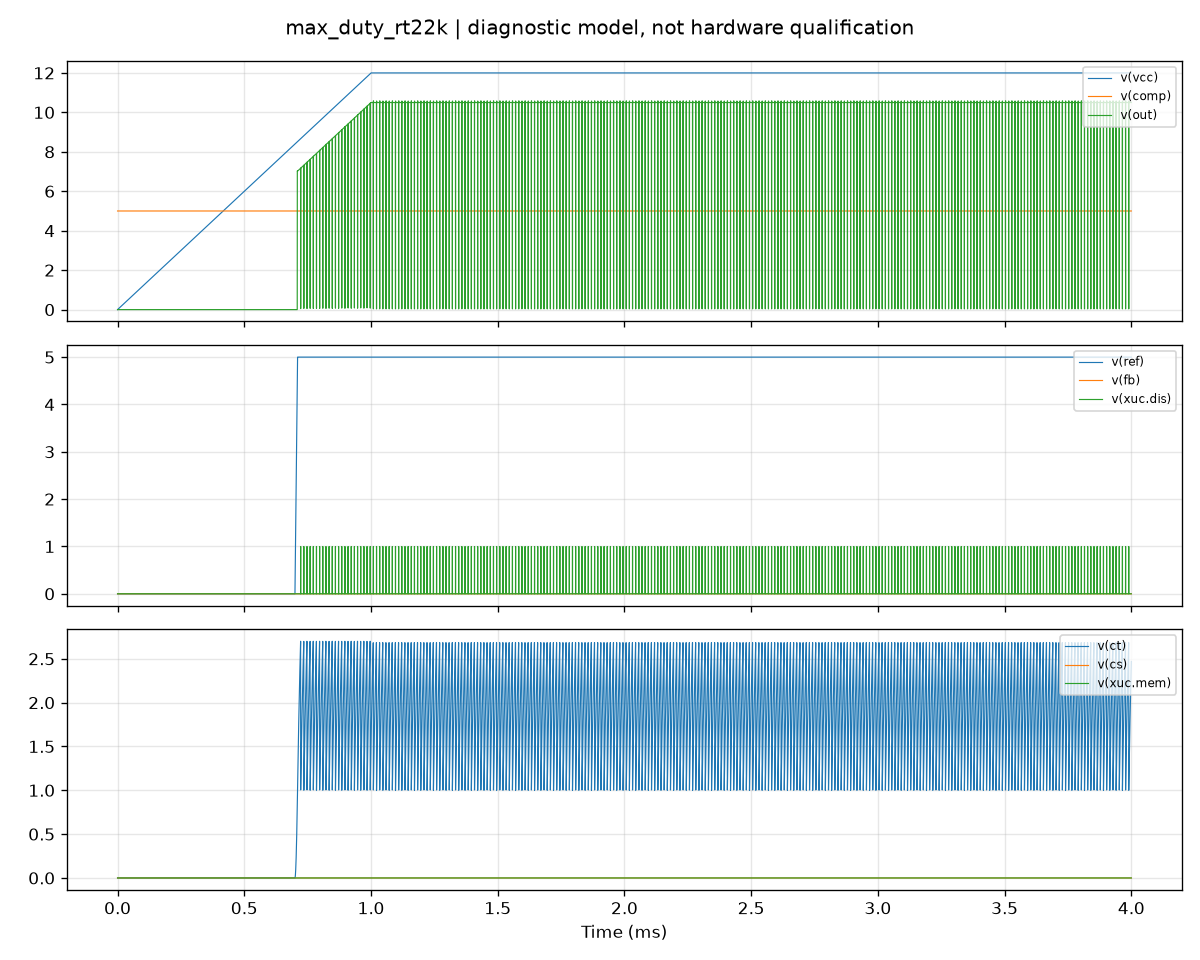 max_duty_rt22k | diagnostic model, not hardware qualification
12
10
8
6
4
2
0
v(vcc)
v(comp)
v(out)
5
4
3
2
1
0
v(ref)
v(fb)
v(xuc.dis)
2.5
2.0
1.5
1.0
0.5
0.0
v(ct)
v(cs)
v(xuc.mem)
0.0 0.5 1.0 1.5 2.0 2.5 3.0 3.5 4.0
Time (ms)